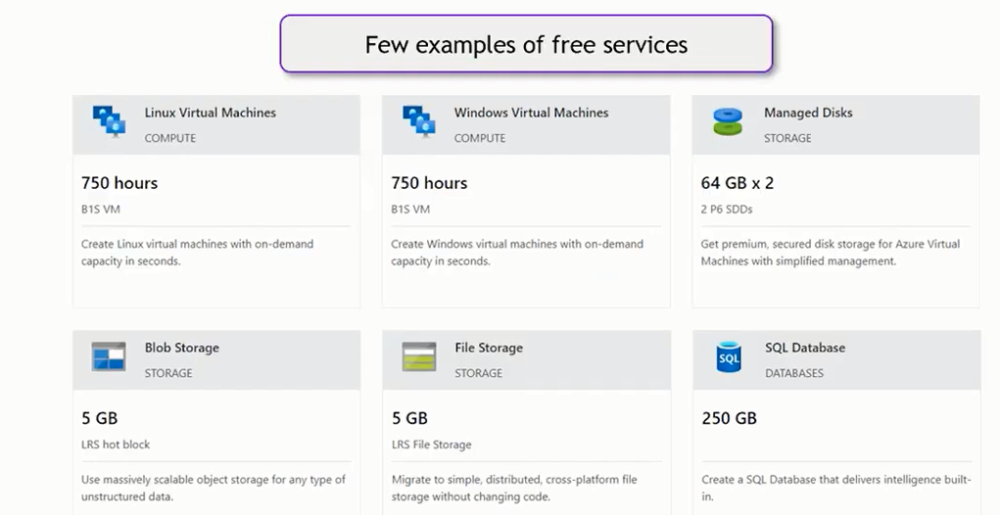 Few examples of free services
Linux Virtual Machines
COMPUTE
750 hours
B1S VM
Create Linux virtual machines with on-demand
capacity in seconds.
Windows Virtual Machines
COMPUTE
750 hours
B1S VM
Create Windows virtual machines with on-demand
capacity in seconds.
Managed Disks
STORAGE
64 GB x 2
2 P6 SDDs
Get premium, secured disk storage for Azure Virtual
Machines with simplified management.
Blob Storage
STORAGE
5 GB
LRS hot block
Use massively scalable object storage for any type of
unstructured data.
File Storage
STORAGE
5 GB
LRS File Storage
Migrate to simple, distributed, cross-platform file
storage without changing code.
SQL
SQL Database
DATABASES
250 GB
Create a SQL Database that delivers intelligence built-
in.